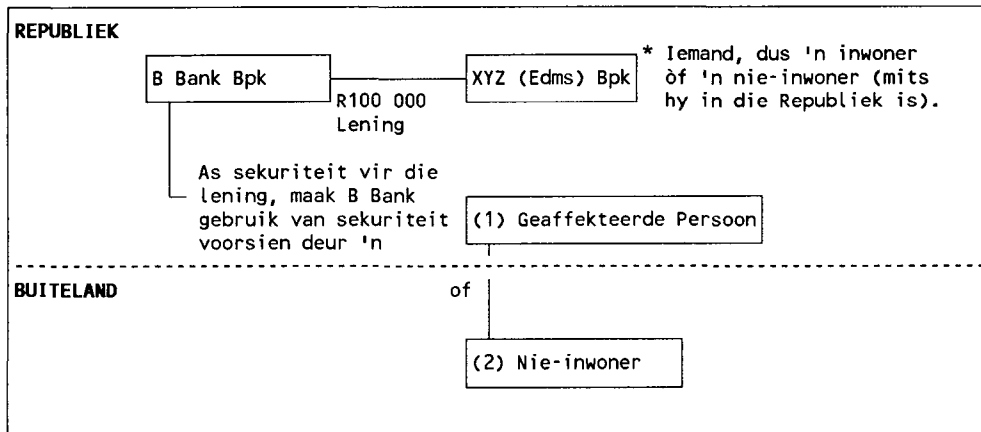 REPUBLIEK
B Bank Bpk
XYZ (Edms) Bpk
* Iemand, dus 'n inwoner
òf 'n nie-inwoner (mits
hy in die Republiek is).
R100 000
Lening
As sekuriteit vir die
lening, maak B Bank
gebruik van sekuriteit
voorsien deur 'n
(1) Geaffekteerde Persoon
BUITELAND
of
(2) Nie-inwoner